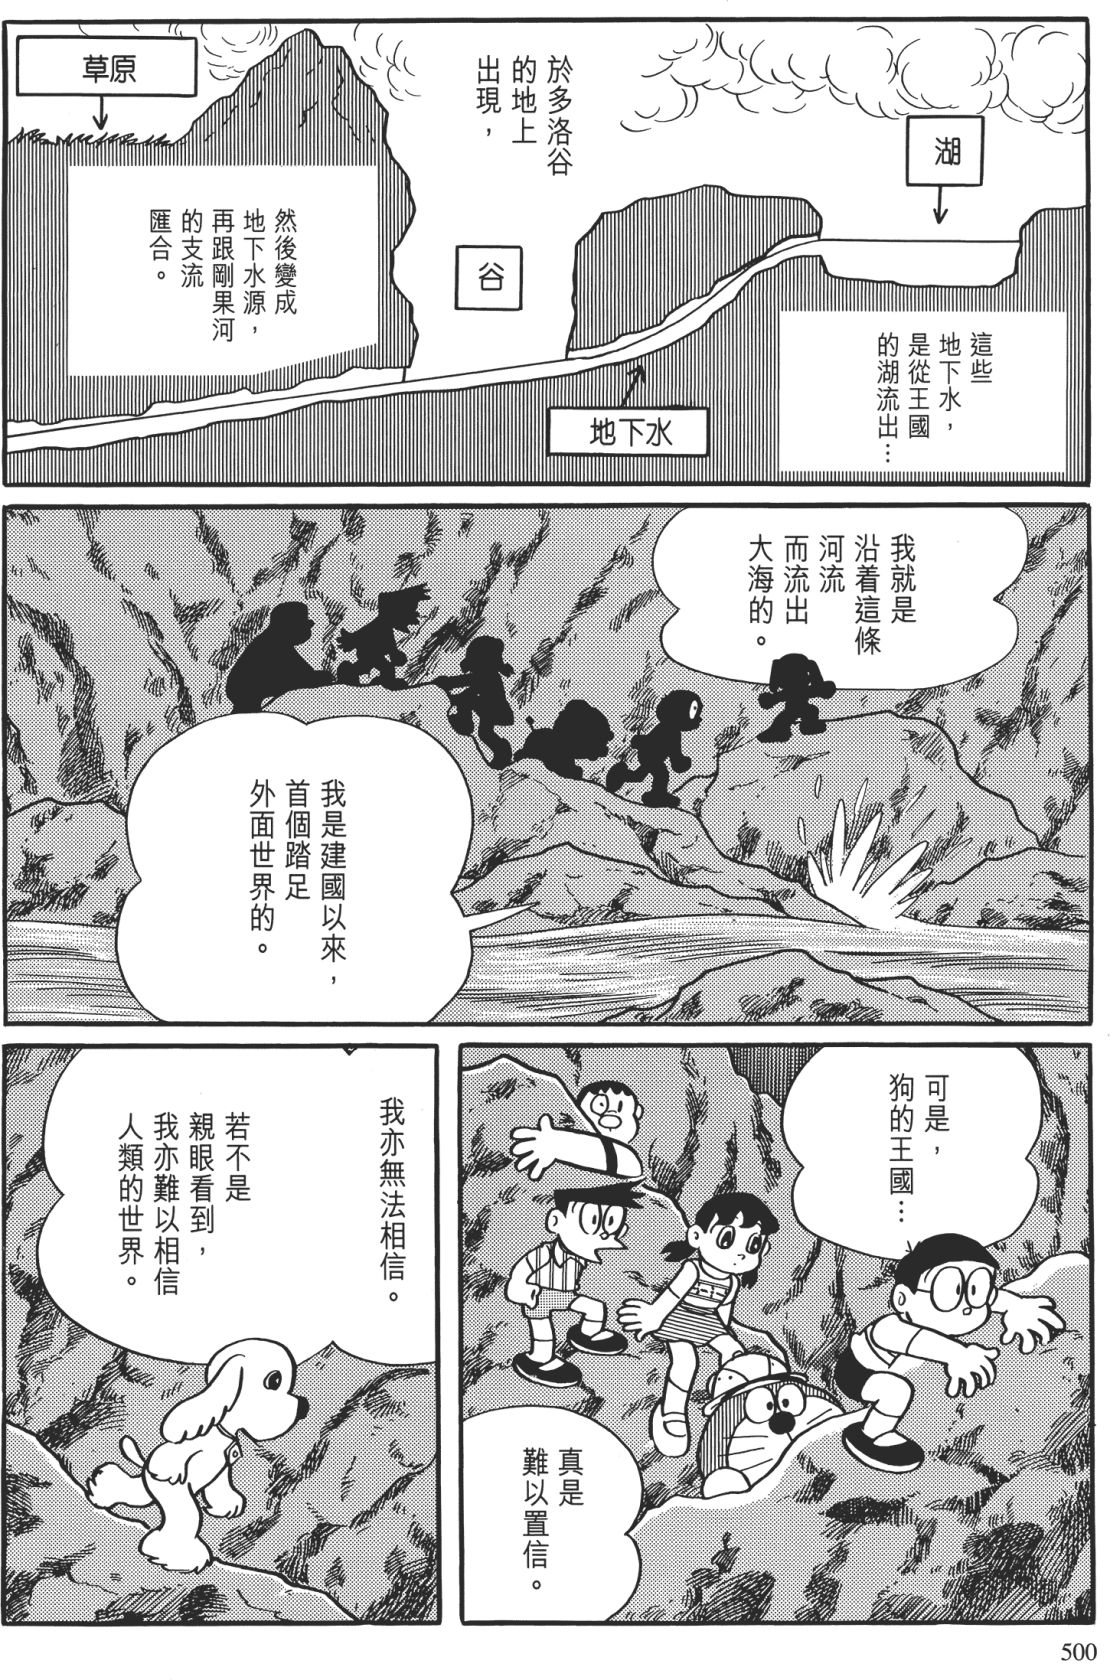 這些
地下水，
是從王國
的湖流出…
湖
地下水
於多洛谷
的地上
出現，
谷
然後變成
地下水源，
再跟剛果河
的支流
匯合。
草原
我就是
沿着這條
河流
而流出
大海的。
我是建國以來，
首個踏足
外面世界的。
可是，
狗的王國…
真是
難以置信。
我亦無法相信。
若不是
親眼看到，
我亦難以相信
人類的世界。
500